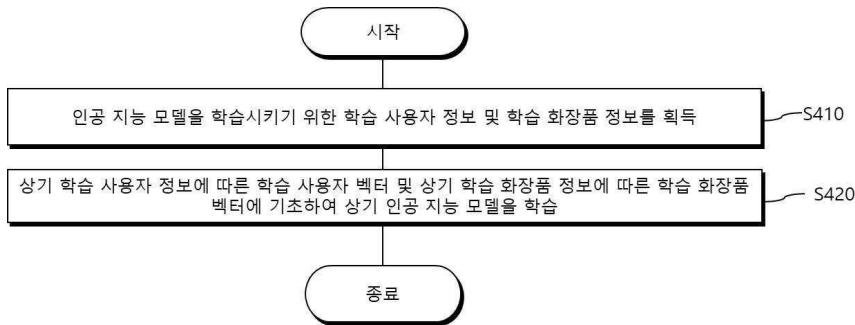 시작
인공 지능 모델을 학습시키기 위한 학습 사용자 정보 및 학습 화장품 정보를 획득
S410
상기 학습 사용자 정보에 따른 학습 사용자 벡터 및 상기 학습 화장품 정보에 따른 학습 화장품
벡터에 기초하여 상기 인공 지능 모델을 학습
S420
종료